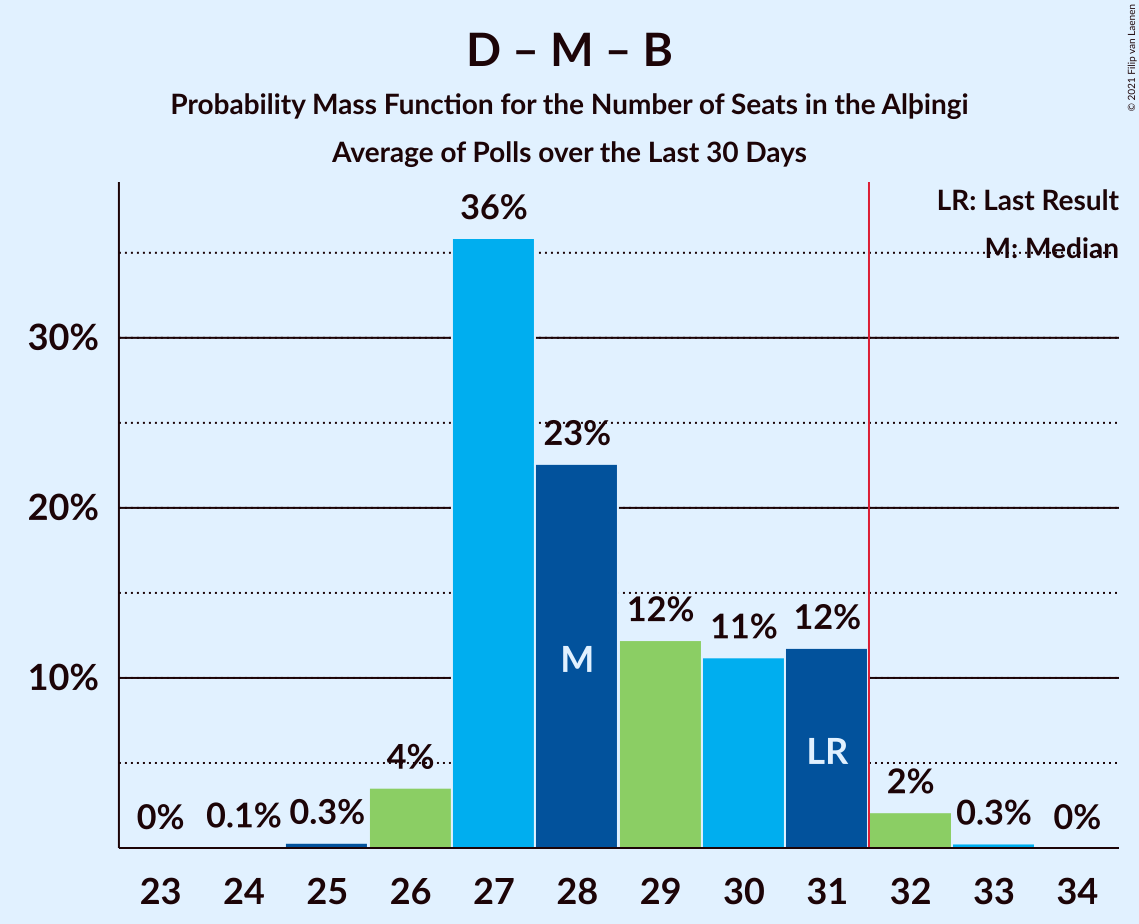 D – M – B
Probability Mass Function for the Number of Seats in the Alþingi
Average of Polls over the Last 30 Days
© 2021 Filip van Laenen
LR: Last Result
M: Median
36%
30%
23%
20%
12%
11%
12%
10%
M
LR
4%
2%
0%
0.1%
0.3%
0.3%
0%
23 24 25 26 27 28 29 30 31 32 33 34